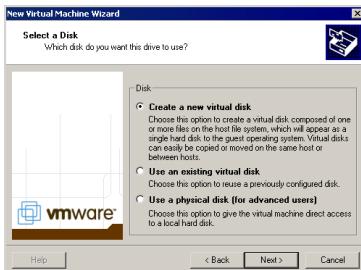 New Virtual Machine Wizard
Select a Disk
Which disk do you want this drive to use?
Disk
Create a new virtual disk
Choose this option to create a virtual disk composed of one
or more files on the host file system, which will appear as a
single hard disk to the guest operating system. Virtual disks
can easily be copied or moved on the same host or
between hosts.
Use an existing virtual disk
Choose this option to reuse a previously configured disk.
Use a physical disk (for advanced users)
Choose this option to give the virtual machine direct access
to a local hard disk.
vmware
Help
< Back
Next >
Cancel